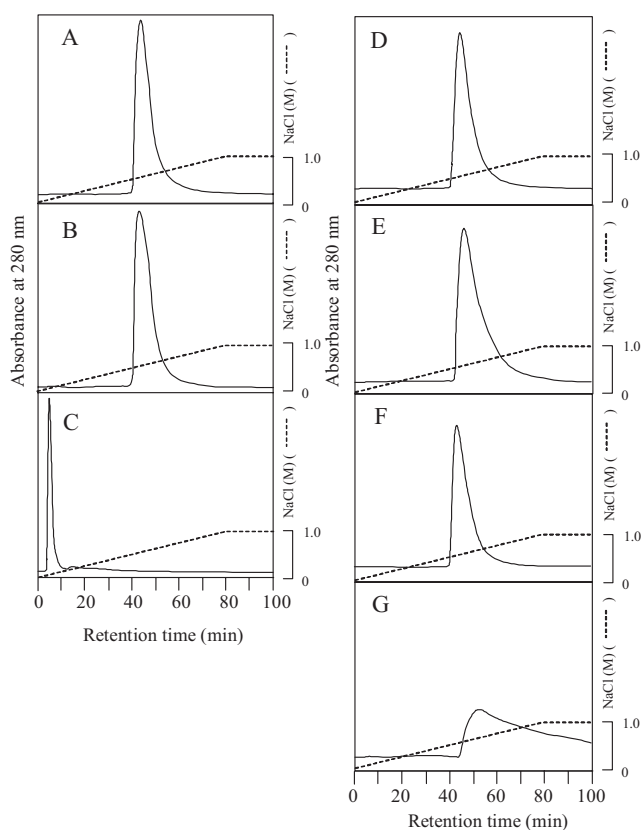 A
NaCl (M) ( ----- )
1.0
0
B
Absorbance at 280 nm
NaCl (M) ( ----- )
1.0
0
C
NaCl (M) ( ----- )
1.0
0
0 20 40 60 80 100
Retention time (min)
D
NaCl (M) ( ----- )
1.0
0
E
Absorbance at 280 nm
NaCl (M) ( ----- )
1.0
0
F
NaCl (M) ( ----- )
1.0
0
G
NaCl (M) ( ----- )
1.0
0
0 20 40 60 80 100
Retention time (min)